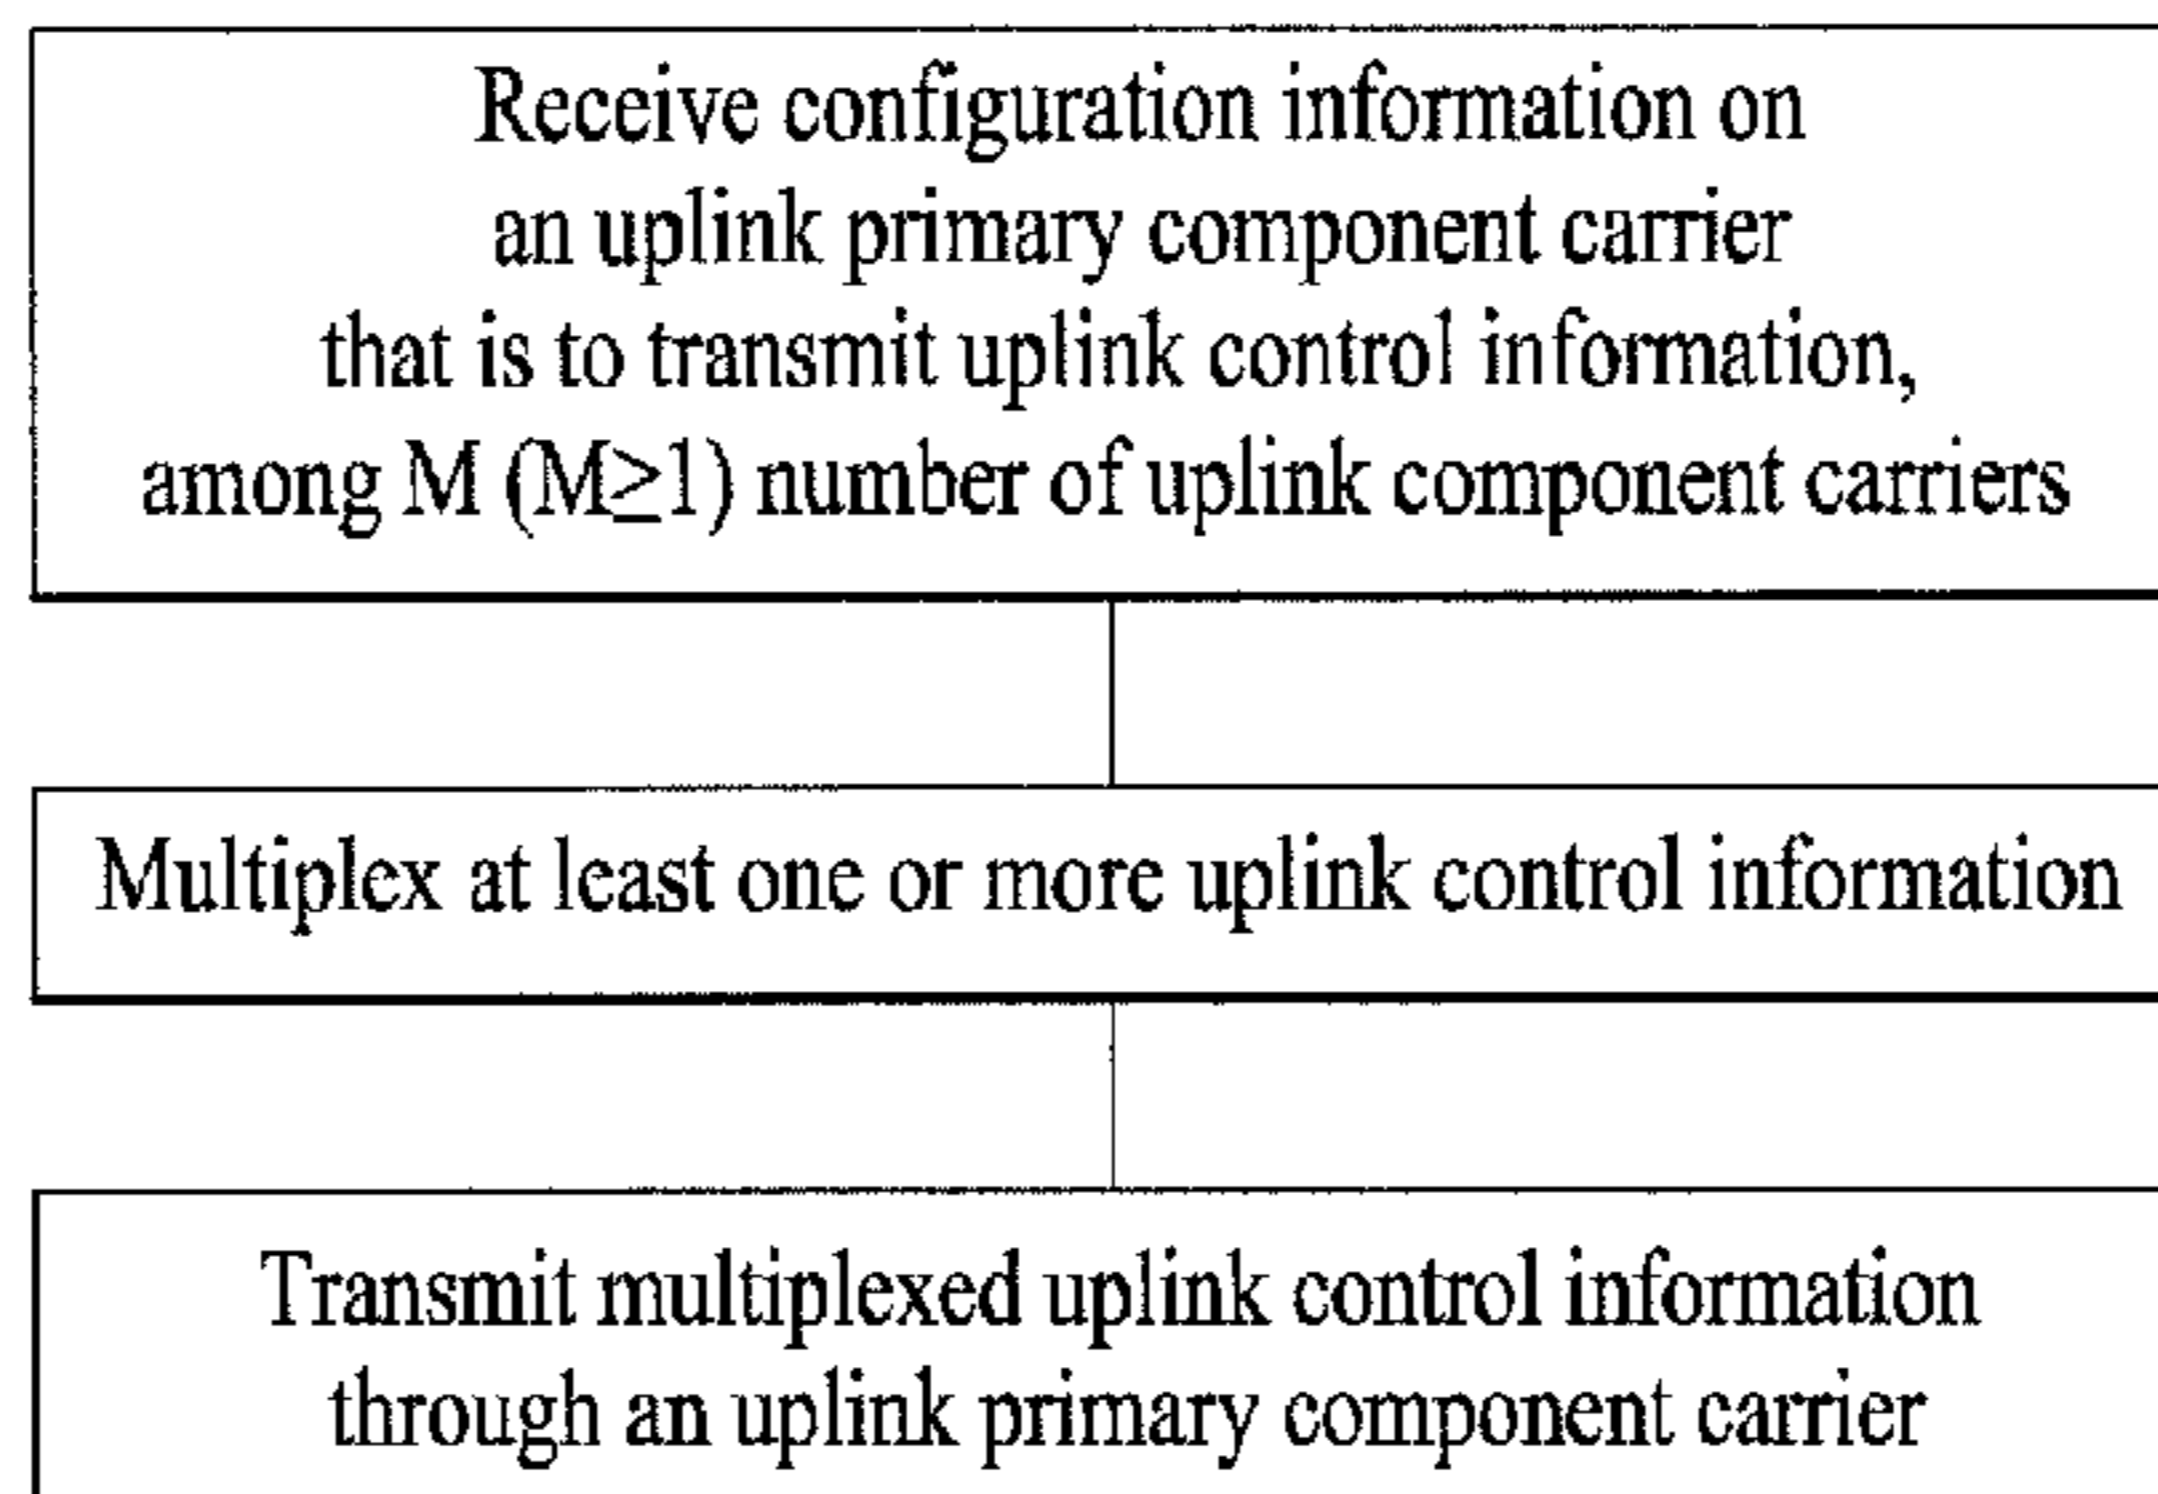 Receive configuration information on
an uplink primary component carrier
that is to transmit uplink control information,
among M (M≥1) number of uplink component carriers
Multiplex at least one or more uplink control information
Transmit multiplexed uplink control information
through an uplink primary component carrier